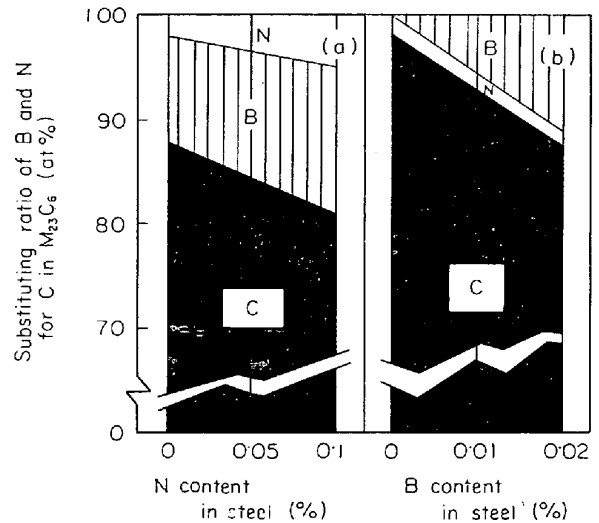 Substituting ratio of B and N
for C in M₂₃C₆ (at%)
100
90
80
70
0
N
(a)
B
C
B
(b)
N
C
0
0·05
0·1
0
0·01
0·02
N content
in steel (%)
B content
in steel (%)